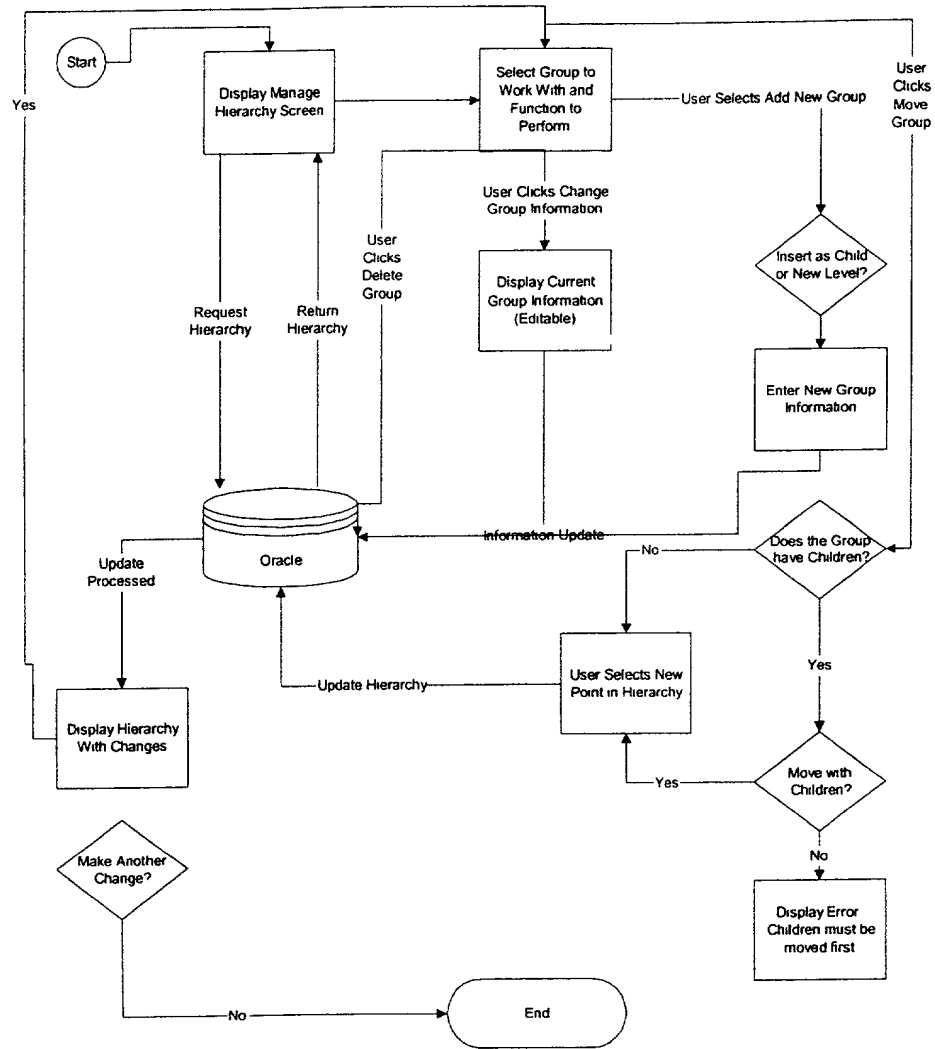 Start
Yes
Display Manage
Hierarchy Screen
Select Group to
Work With and
Function to
Perform
User Selects Add New Group
User
Clicks
Move
Group
User Clicks Change
Group Information
User
Clicks
Delete
Group
Insert as Child
or New Level?
Request
Hierarchy
Return
Hierarchy
Display Current
Group Information
(Editable)
Enter New Group
Information
Oracle
Information Update
Does the Group
have Children?
No
Update
Processed
Yes
User Selects New
Point in Hierarchy
Update Hierarchy
Display Hierarchy
With Changes
Move with
Children?
Yes
No
Make Another
Change?
Display Error
Children must be
moved first
No
End